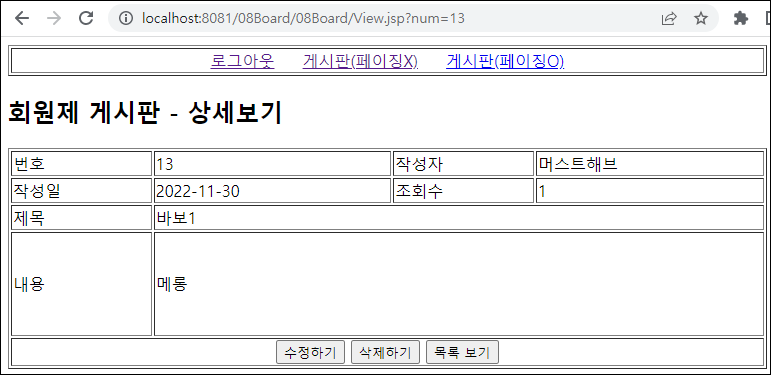 localhost:8081/08Board/08Board/View.jsp?num=13
로그아웃 게시판(페이징X) 게시판(페이징O)
회원제 게시판 - 상세보기
번호 13 작성자 머스트해브
작성일 2022-11-30 조회수 1
제목 바보1
내용 메롱
수정하기 삭제하기 목록 보기